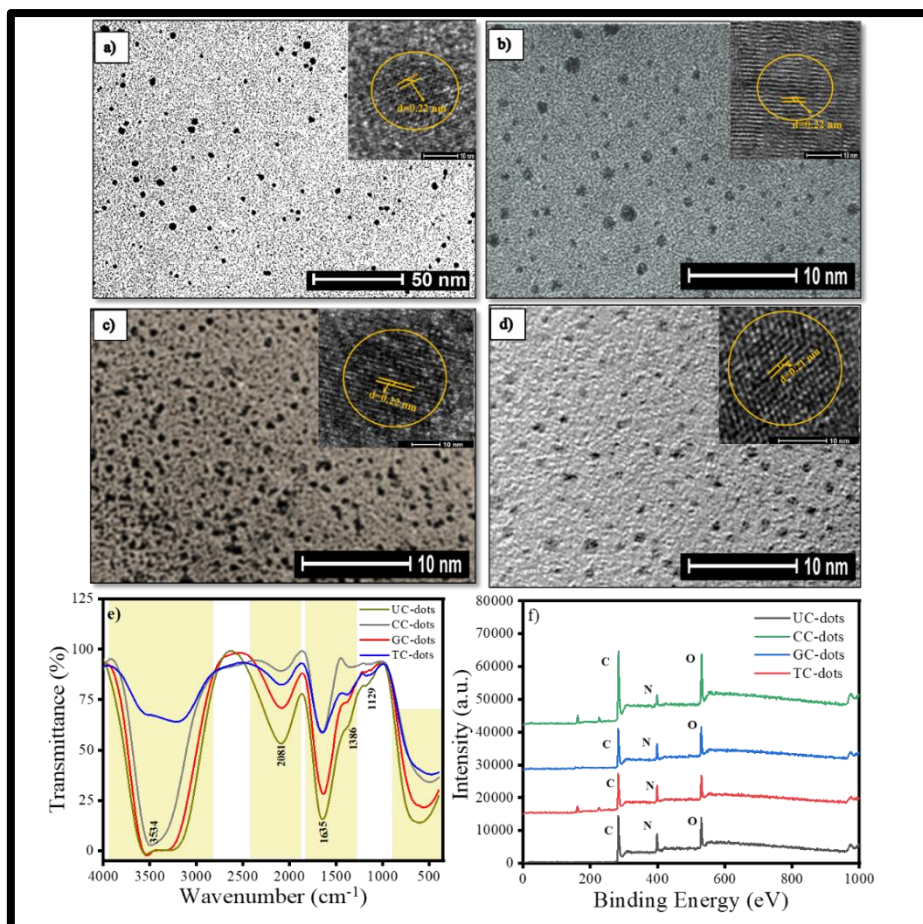 a)
d=0.22 nm
10 nm
50 nm
b)
d=0.22 nm
10 nm
10 nm
c)
d=0.22 nm
10 nm
10 nm
d)
d=0.21 nm
10 nm
10 nm
e)
UC-dots
CC-dots
GC-dots
TC-dots
125
100
75
50
25
0
Transmittance (%)
3534
2081
1635
1386
1129
4000 3500 3000 2500 2000 1500 1000 500
Wavenumber (cm-1)
f)
UC-dots
CC-dots
GC-dots
TC-dots
80000
70000
60000
50000
40000
30000
20000
10000
0
Intensity (a.u.)
C N O
C N O
C N O
C N O
0 200 400 600 800 1000
Binding Energy (eV)